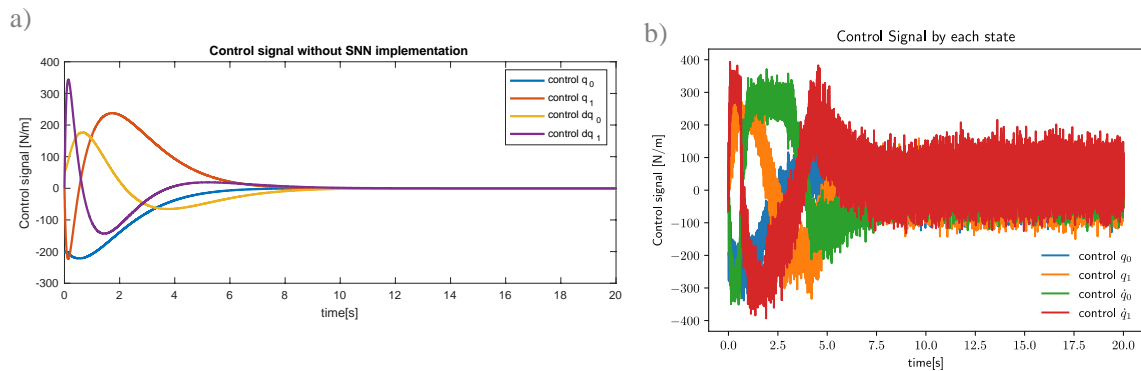 a)
Control signal without SNN implementation
Control signal [N/m]
400
300
200
100
0
-100
-200
-300
0
2
4
6
8
10
12
14
16
18
20
time[s]
control q₀
control q₁
control dq₀
control dq₁
b)
Control Signal by each state
Control signal [N/m]
400
300
200
100
0
−100
−200
−300
−400
0.0
2.5
5.0
7.5
10.0
12.5
15.0
17.5
20.0
time[s]
control q₀
control q₁
control q̇₀
control q̇₁